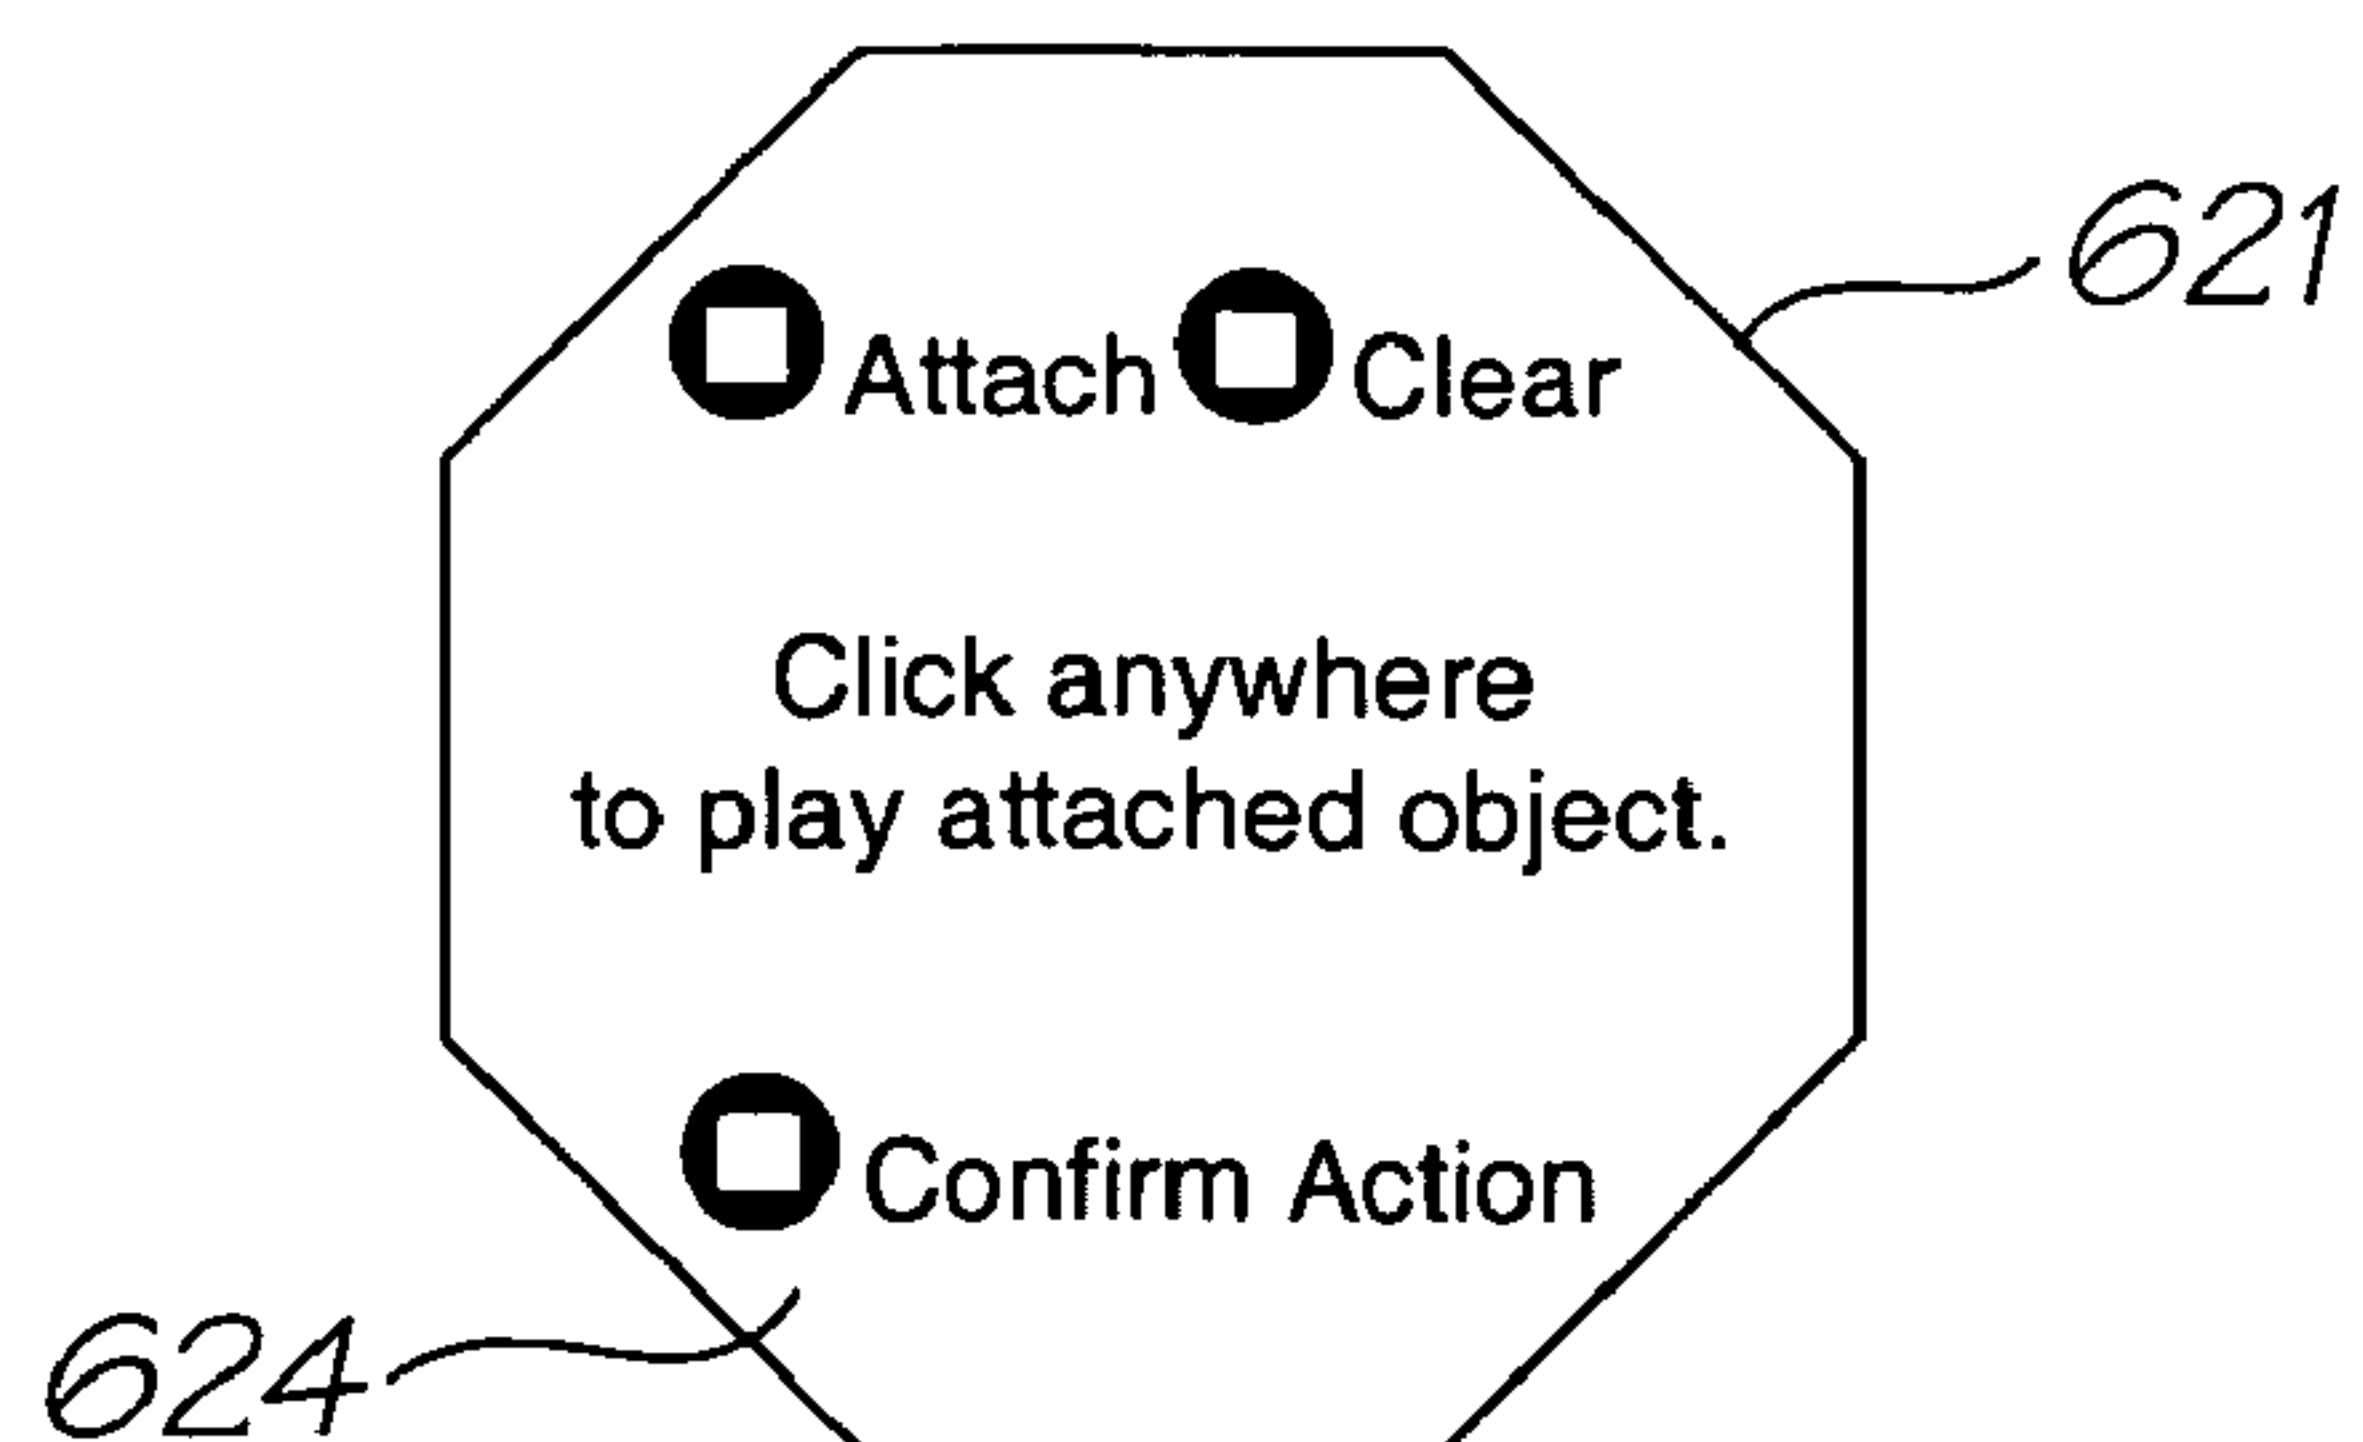 621
Attach Clear
Click anywhere
to play attached object.
Confirm Action
624